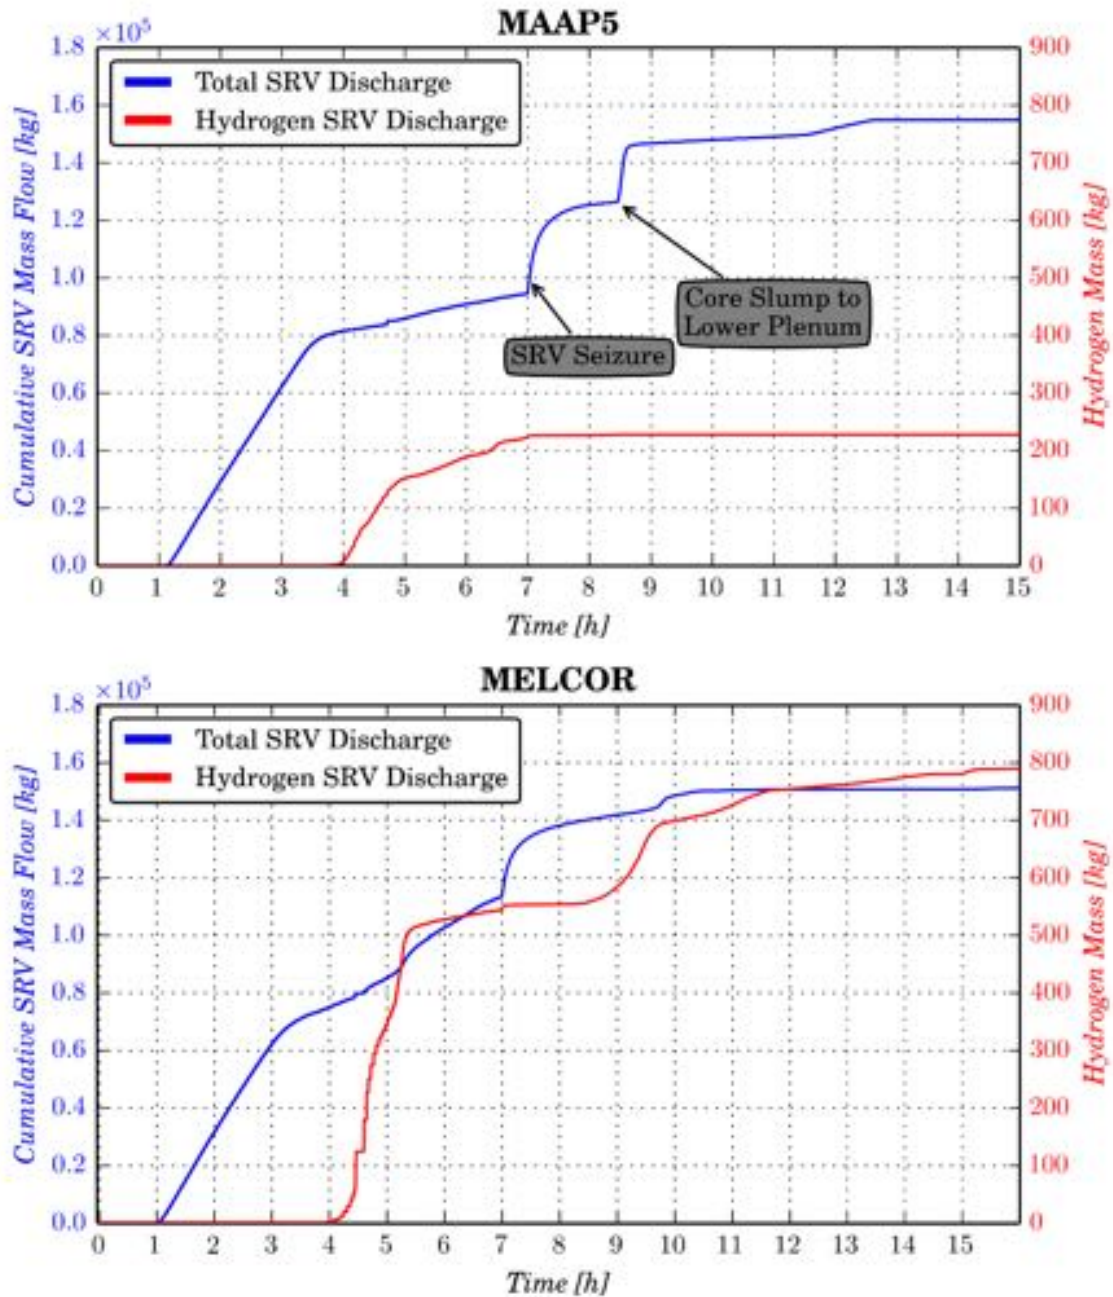 MAAP5
1.8 ×10⁵
1.6
1.4
1.2
1.0
0.8
0.6
0.4
0.2
0.0
Cumulative SRV Mass Flow [kg]
Total SRV Discharge
Hydrogen SRV Discharge
Core Slump to
Lower Plenum
SRV Seizure
900
800
700
600
500
400
300
200
100
0
Hydrogen Mass [kg]
0 1 2 3 4 5 6 7 8 9 10 11 12 13 14 15
Time [h]
MELCOR
1.8 ×10⁵
1.6
1.4
1.2
1.0
0.8
0.6
0.4
0.2
0.0
Cumulative SRV Mass Flow [kg]
Total SRV Discharge
Hydrogen SRV Discharge
900
800
700
600
500
400
300
200
100
0
Hydrogen Mass [kg]
0 1 2 3 4 5 6 7 8 9 10 11 12 13 14 15
Time [h]